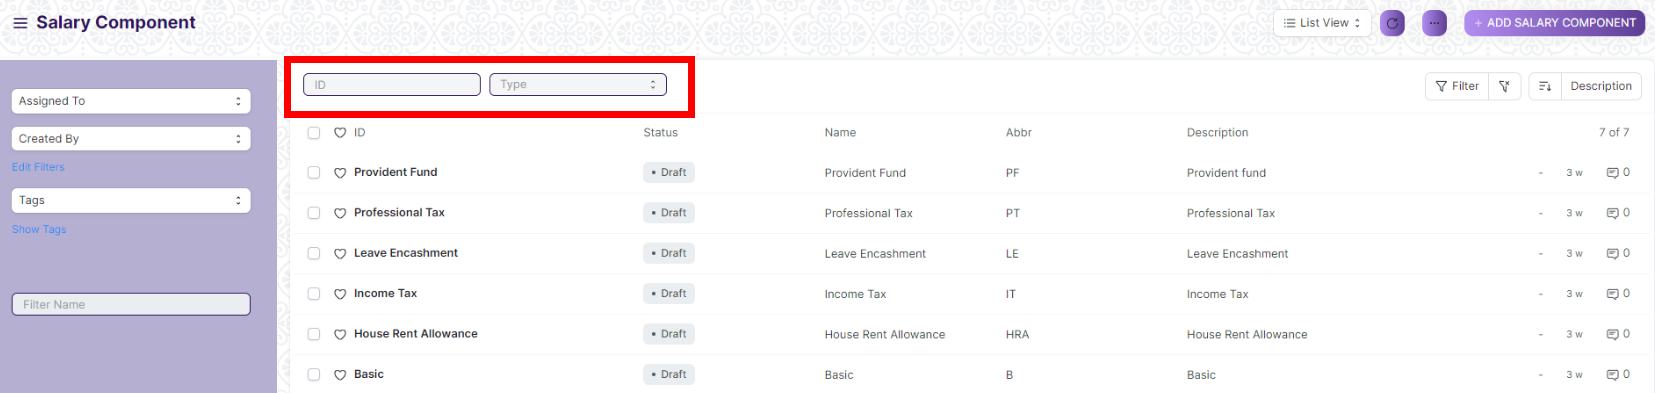 Salary Component
List View
...
+ ADD SALARY COMPONENT
Assigned To
Created By
Edit Filters
Tags
Show Tags
Filter Name
ID
Type
Filter
Description
ID Status Name Abbr Description 7 of 7
Provident Fund • Draft Provident Fund PF Provident fund - 3 w 0
Professional Tax • Draft Professional Tax PT Professional Tax - 3 w 0
Leave Encashment • Draft Leave Encashment LE Leave Encashment - 3 w 0
Income Tax • Draft Income Tax IT Income Tax - 3 w 0
House Rent Allowance • Draft House Rent Allowance HRA House Rent Allowance - 3 w 0
Basic • Draft Basic B Basic - 3 w 0